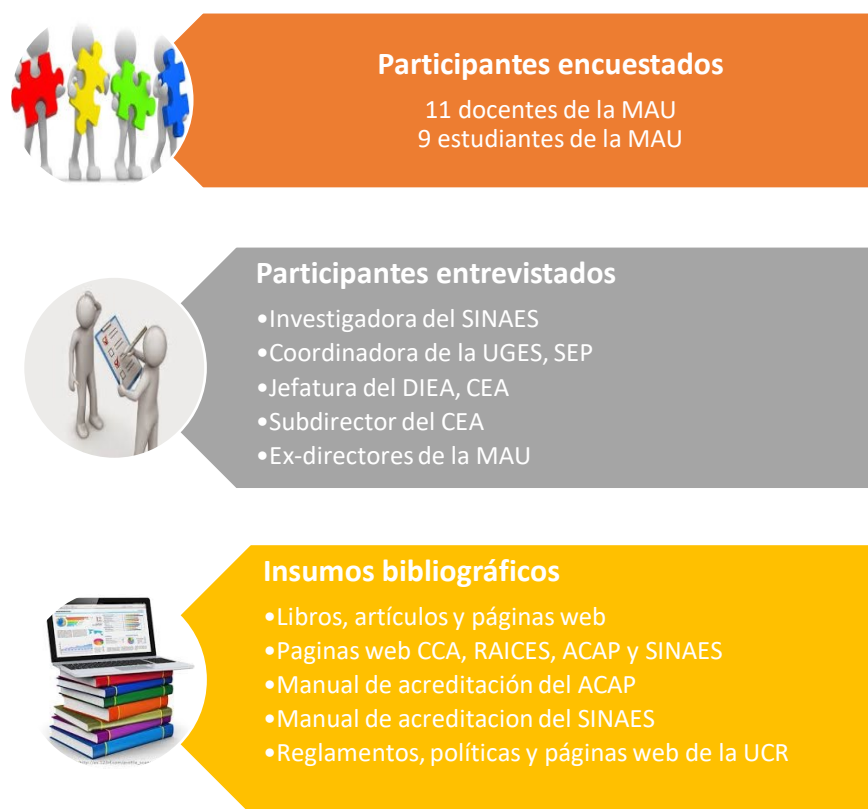 Participantes encuestados
11 docentes de la MAU
9 estudiantes de la MAU
Participantes entrevistados
•Investigadora del SINAES
•Coordinadora de la UGES, SEP
•Jefatura del DIEA, CEA
•Subdirector del CEA
•Ex-directores de la MAU
Insumos bibliográficos
•Libros, artículos y páginas web
•Paginas web CCA, RAICES, ACAP y SINAES
•Manual de acreditación del ACAP
•Manual de acreditacion del SINAES
•Reglamentos, políticas y páginas web de la UCR